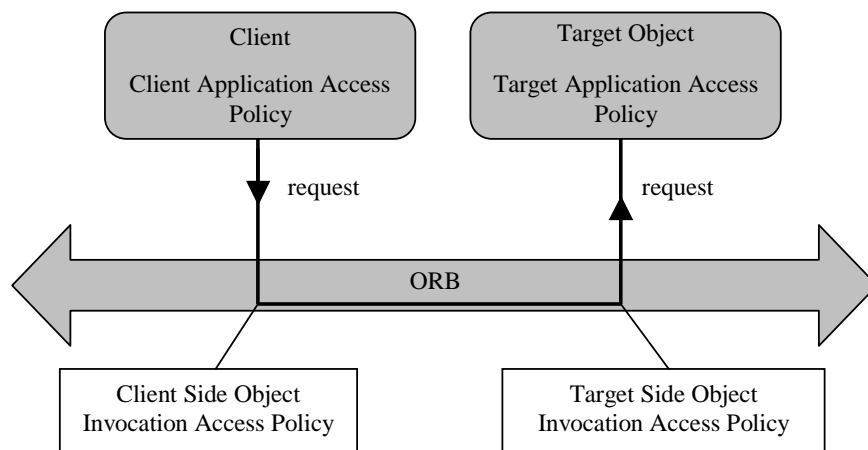 Client
Client Application Access
Policy
Target Object
Target Application Access
Policy
request
request
ORB
Client Side Object
Invocation Access Policy
Target Side Object
Invocation Access Policy